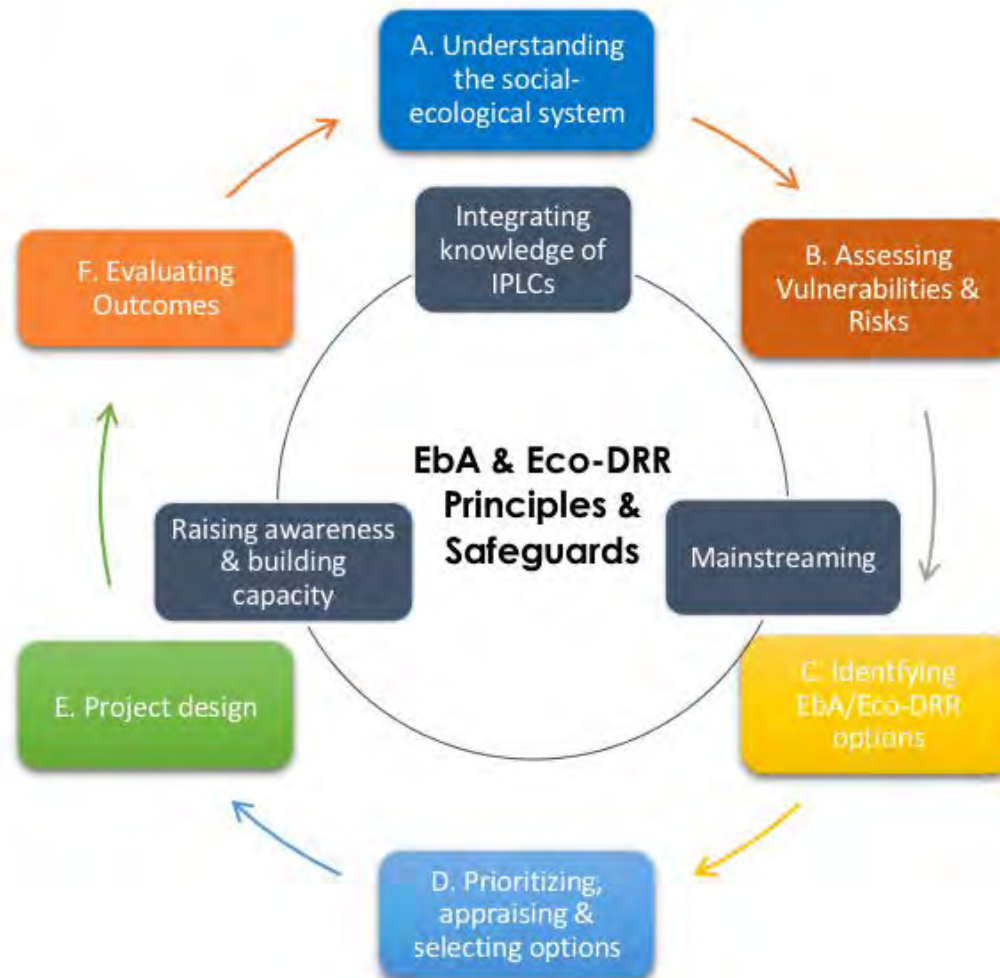 A. Understanding
the social-
ecological system
Integrating
knowledge of
IPLCs
B. Assessing
Vulnerabilities &
Risks
F. Evaluating
Outcomes
EbA & Eco-DRR
Principles &
Safeguards
Raising awareness
& building
capacity
Mainstreaming
C. Identfying
EbA/Eco-DRR
options
E. Project design
D. Prioritizing,
appraising &
selecting options